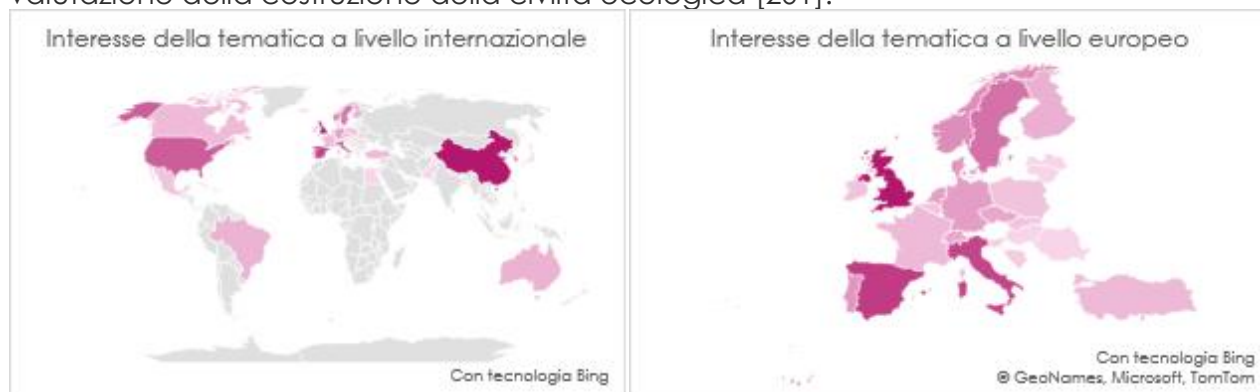 valutazione della costruzione della civiltà ecologica [201].
Interesse della tematica a livello internazionale
Interesse della tematica a livello europeo
Con tecnologia Bing
Con tecnologia Bing
© GeoNames, Microsoft, TomTom